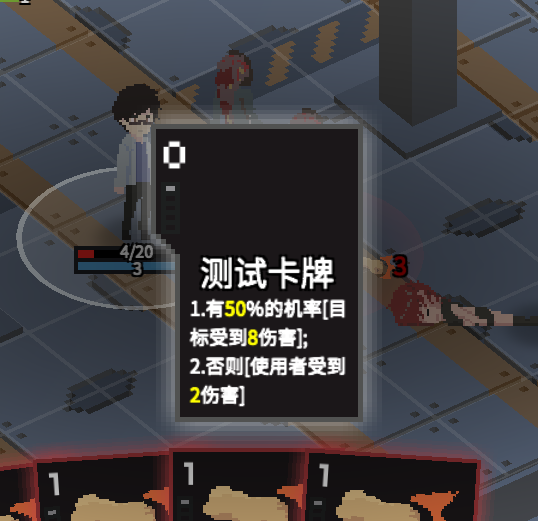 0
4/20
3
3
测试卡牌
1.有50%的机率[目
标受到8伤害];
2.否则[使用者受到
2伤害]
1
1
1